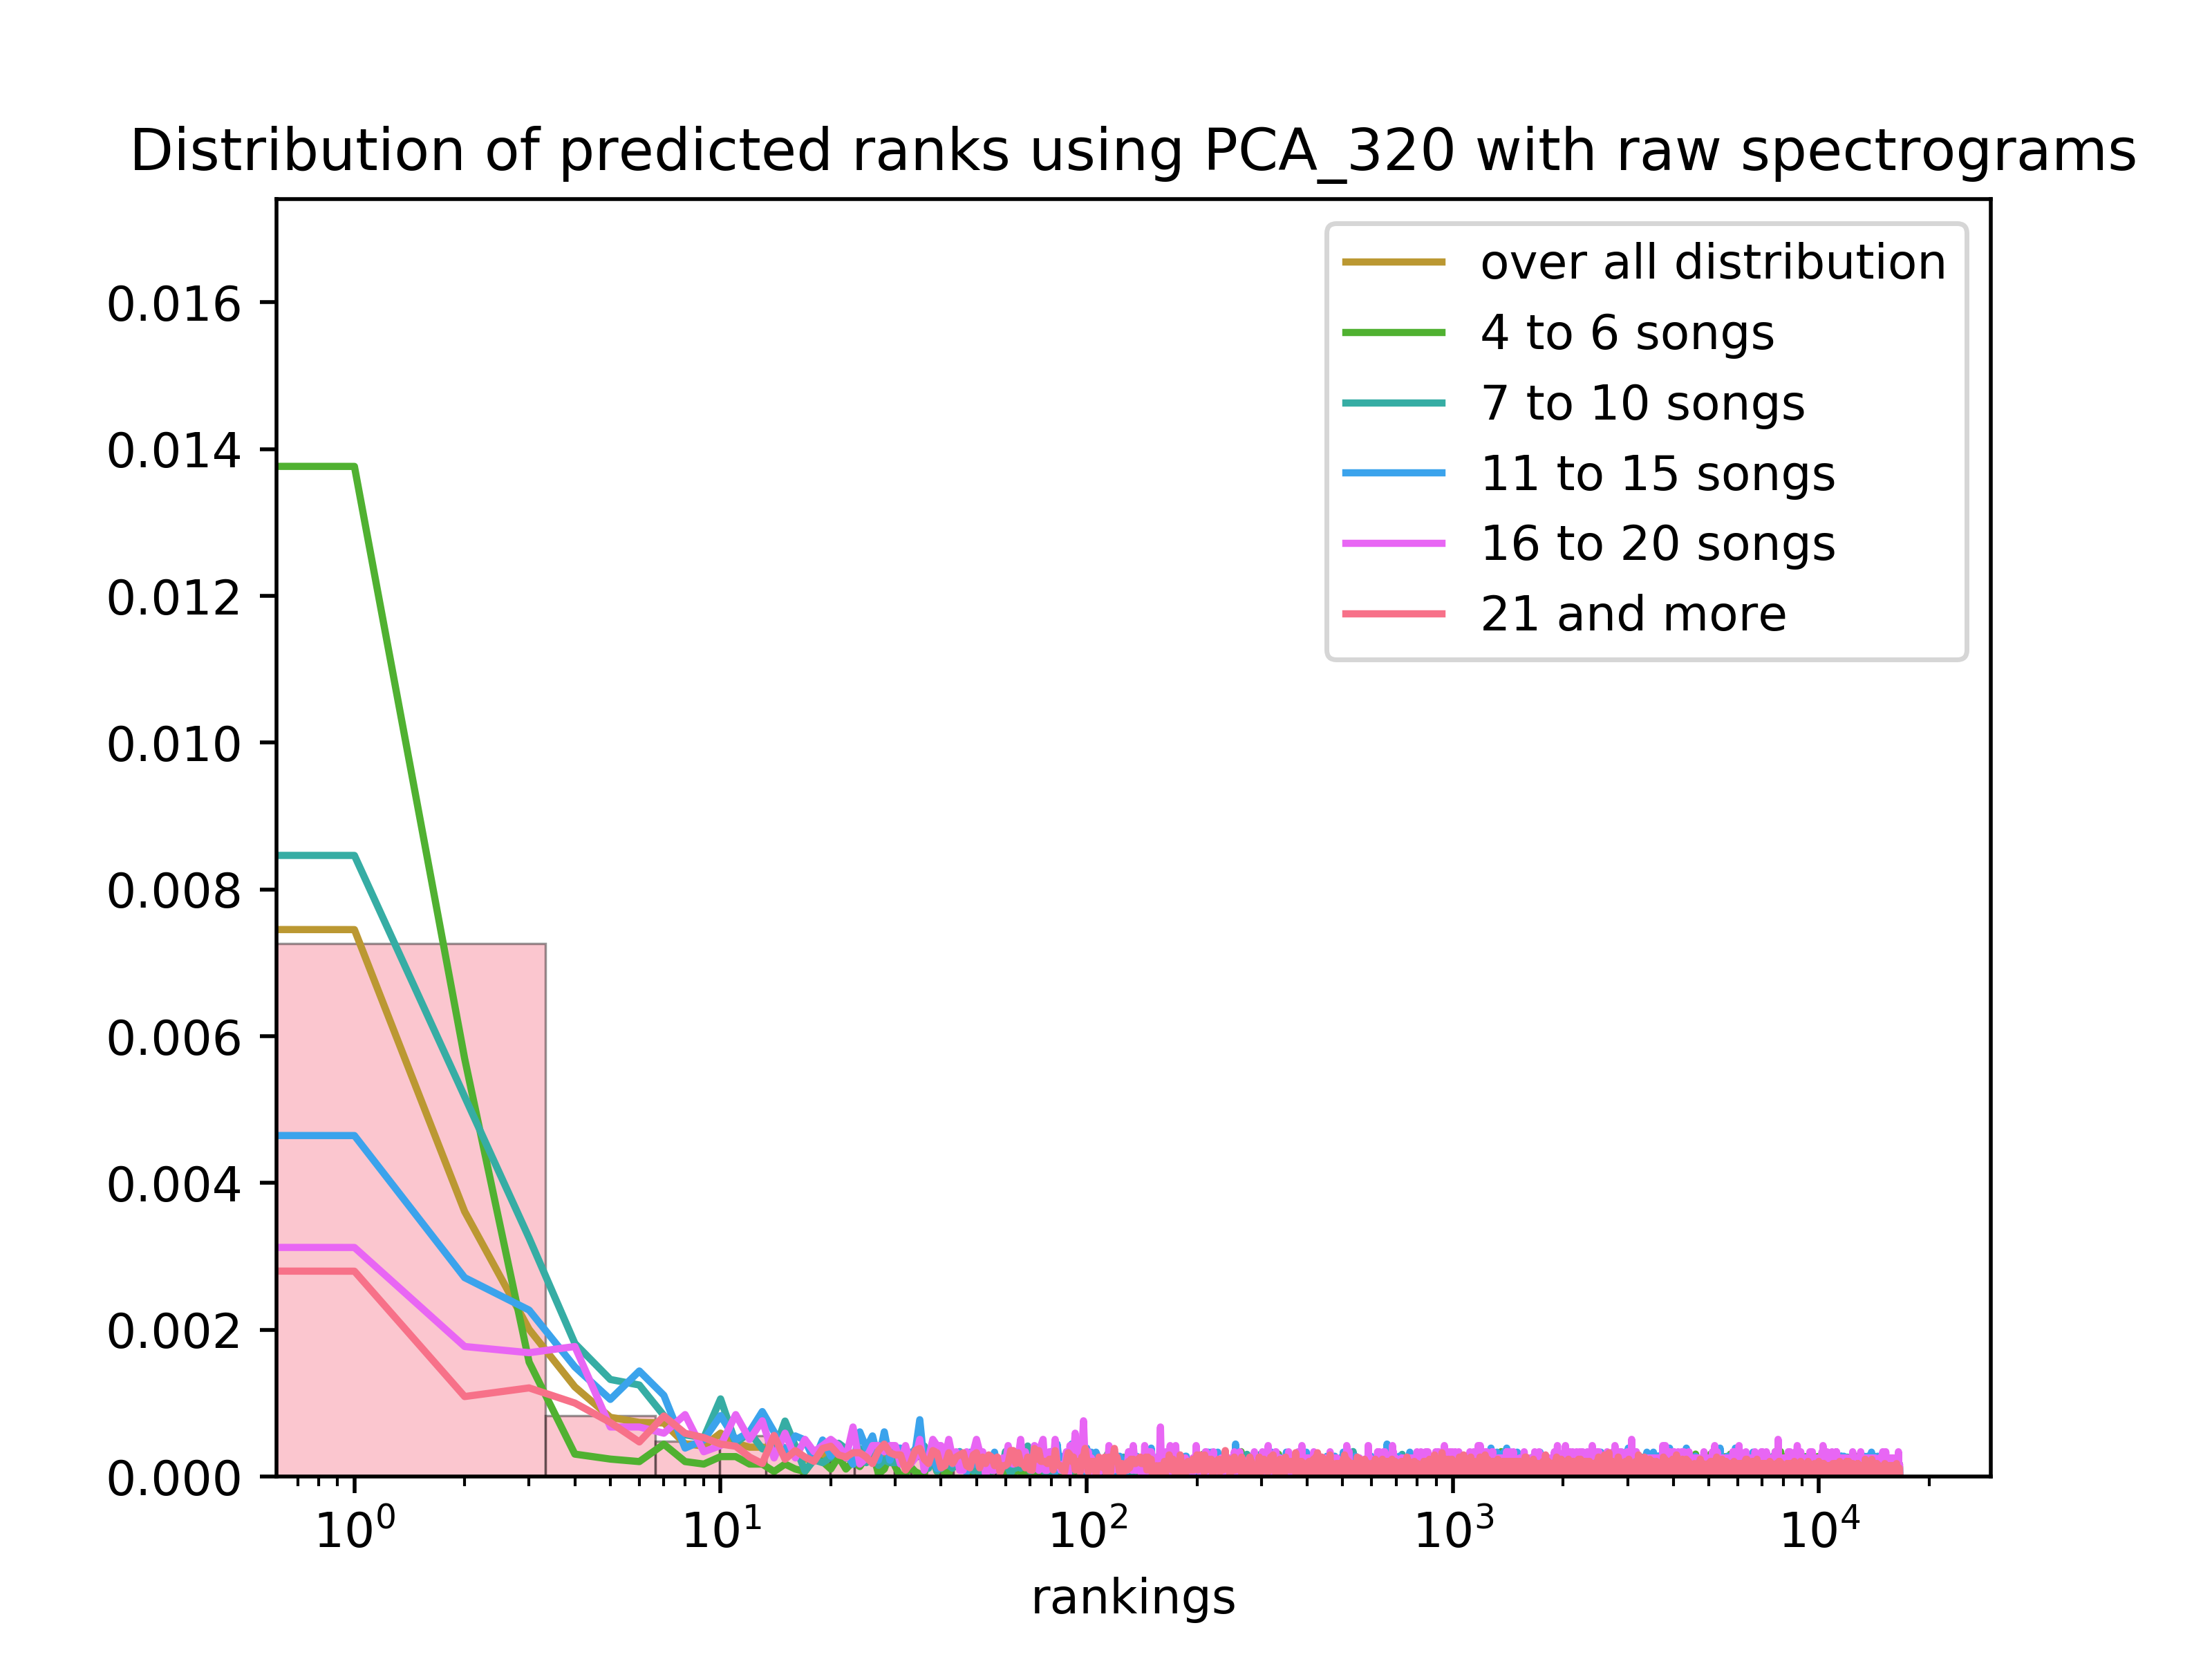 Distribution of predicted ranks using PCA_320 with raw spectrograms
over all distribution
4 to 6 songs
7 to 10 songs
11 to 15 songs
16 to 20 songs
21 and more
0.016
0.014
0.012
0.010
0.008
0.006
0.004
0.002
0.000
10⁰ 10¹ 10² 10³ 10⁴
rankings